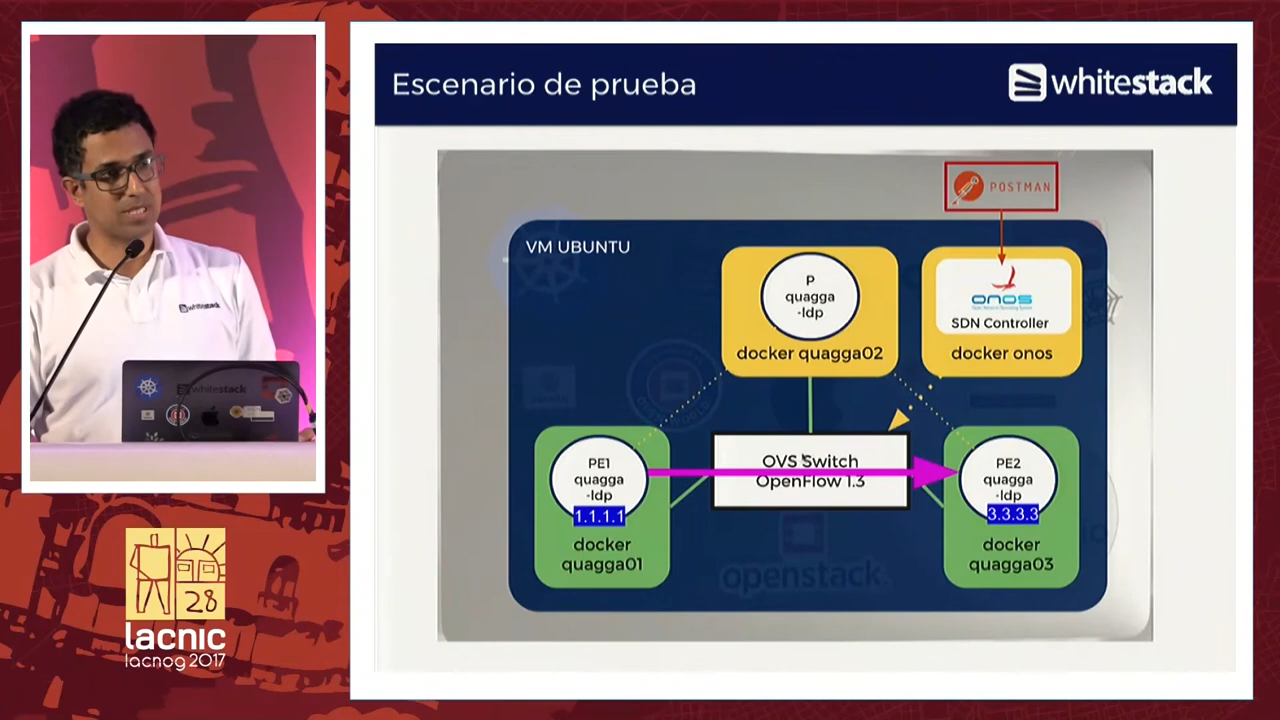 Escenario de prueba
whitestack
POSTMAN
VM UBUNTU
P
quagga
-ldp
docker quagga02
onos
SDN Controller
docker onos
PE1
quagga
-ldp
1.1.1.1
docker
quagga01
OVS Switch
OpenFlow 1.3
PE2
quagga
-ldp
3.3.3.3
docker
quagga03
openstack
whitestack
whitestack
28
lacnic
lacnog 2017